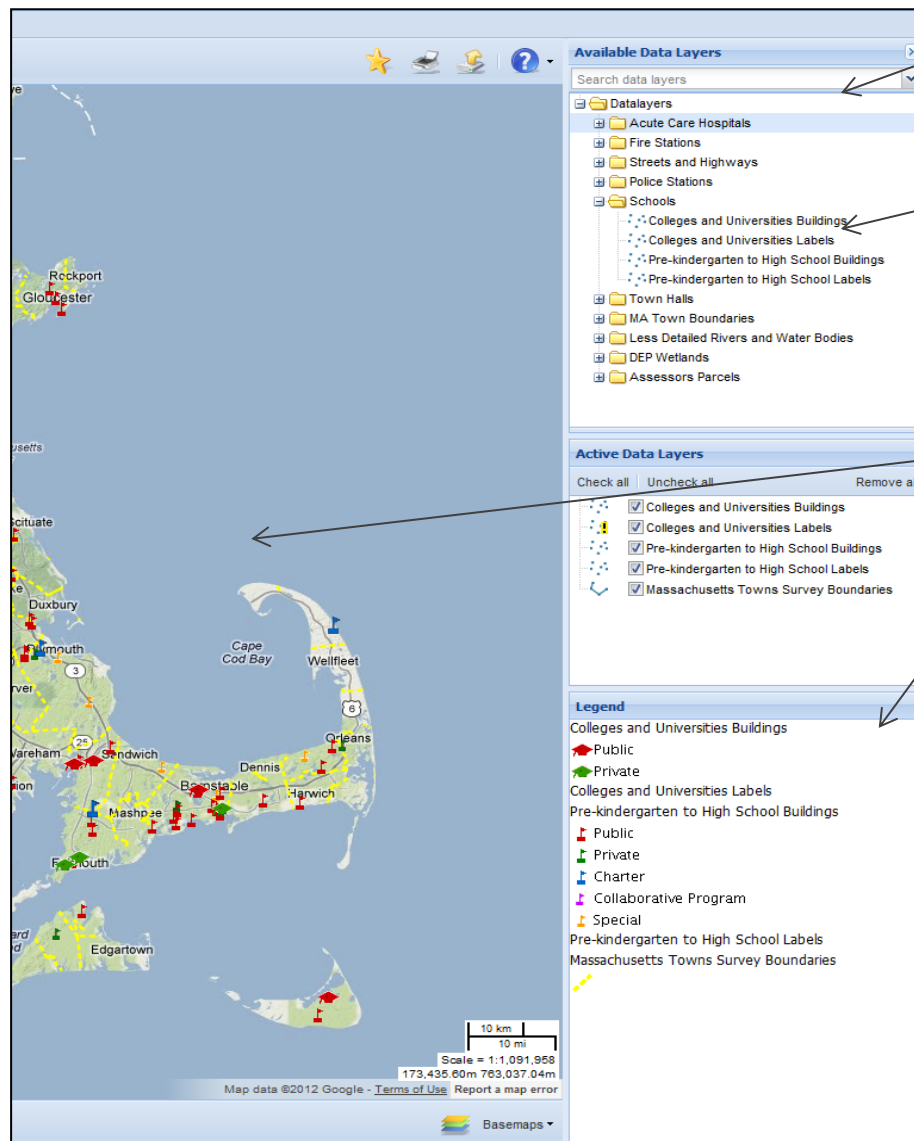 Available Data Layers
Search data layers
Datalayers
Acute Care Hospitals
Fire Stations
Streets and Highways
Police Stations
Schools
Colleges and Universities Buildings
Colleges and Universities Labels
Pre-kindergarten to High School Buildings
Pre-kindergarten to High School Labels
Town Halls
MA Town Boundaries
Less Detailed Rivers and Water Bodies
DEP Wetlands
Assessors Parcels
Active Data Layers
Check all Uncheck all Remove al
Colleges and Universities Buildings
Colleges and Universities Labels
Pre-kindergarten to High School Buildings
Pre-kindergarten to High School Labels
Massachusetts Towns Survey Boundaries
Legend
Colleges and Universities Buildings
Public
Private
Colleges and Universities Labels
Pre-kindergarten to High School Buildings
Public
Private
Charter
Collaborative Program
Special
Pre-kindergarten to High School Labels
Massachusetts Towns Survey Boundaries
Rockport
Gloucester
usetts
Scituate
Duxbury
Plymouth
3
rver
Cape
Cod Bay
Wellfleet
6
Orleans
25
Wareham
Sandwich
Dennis
Barnstable
Harwich
Mashpee
Falmouth
Edgartown
10 km
10 mi
Scale = 1:1,091,958
173,435.60m 763,037.04m
Map data ©2012 Google - Terms of Use Report a map error
Basemaps